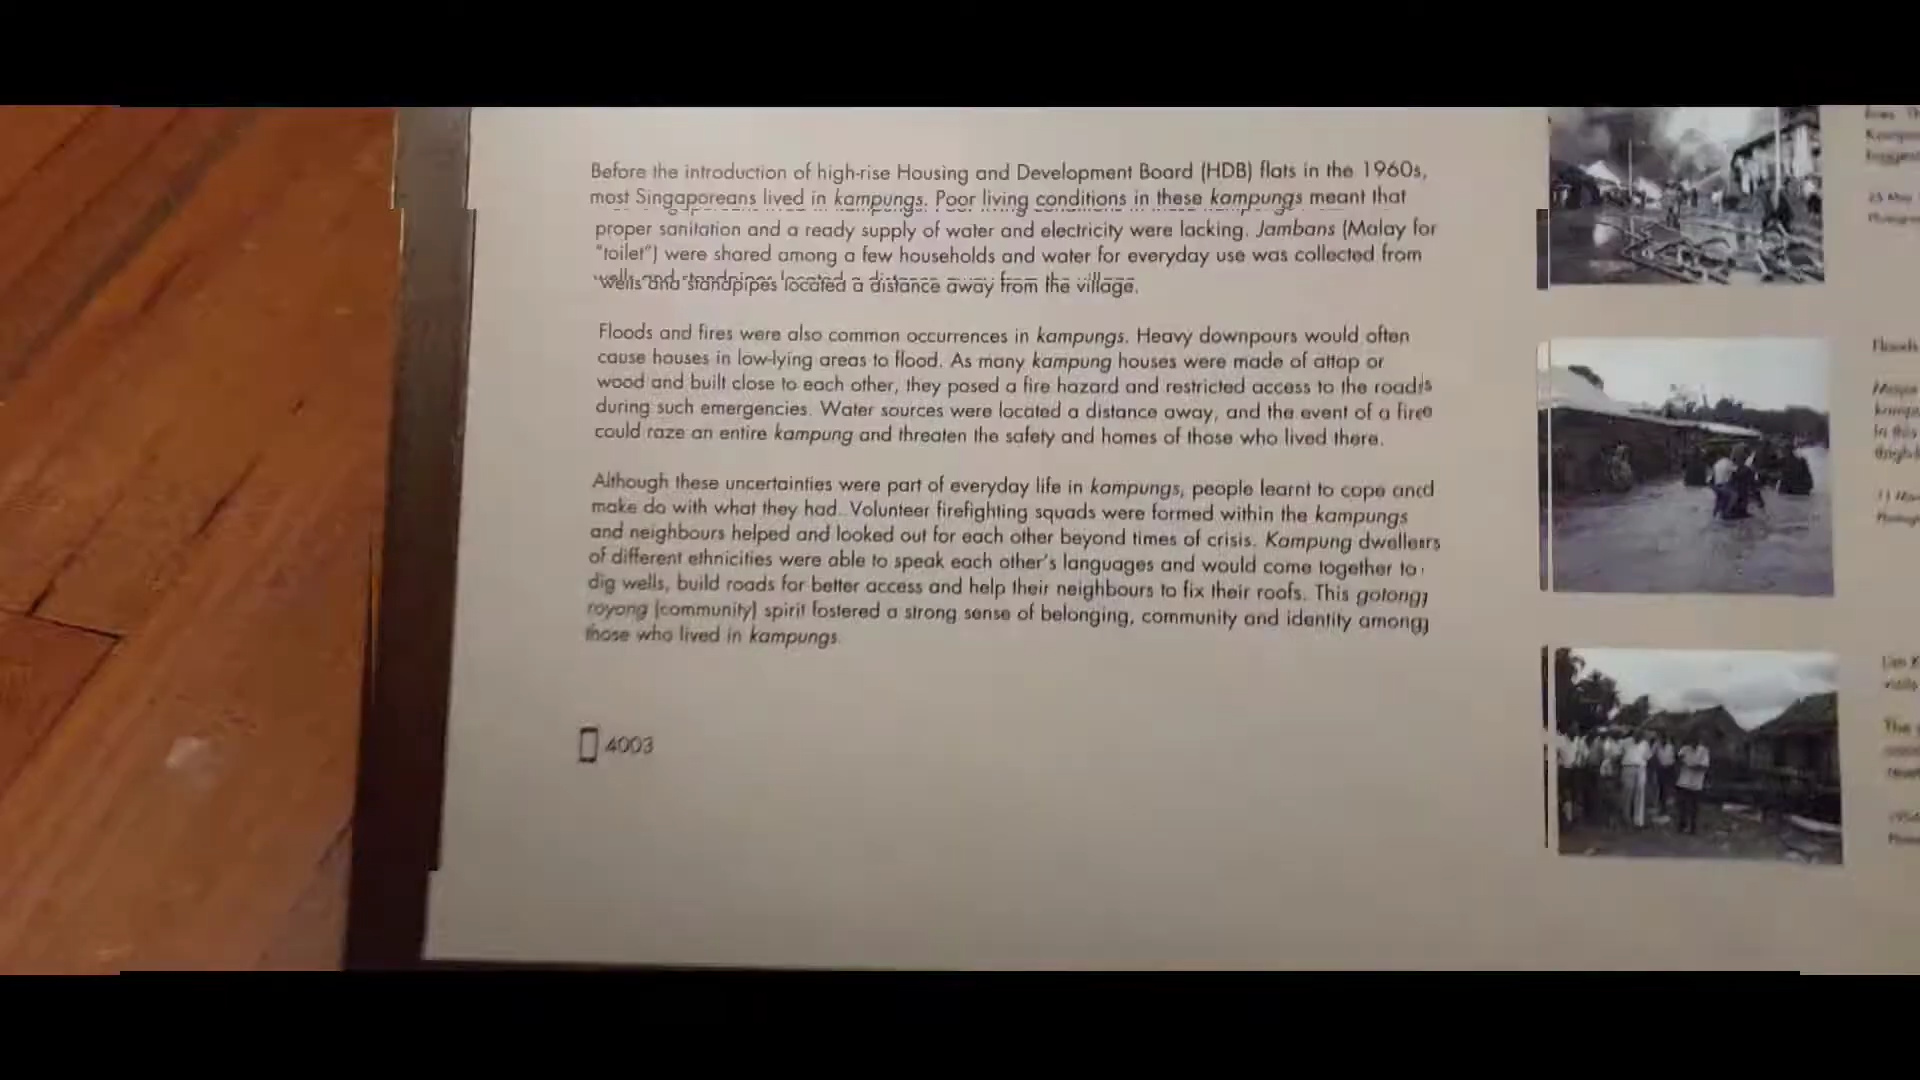 Before the introduction of high-rise Housing and Development Board (HDB) flats in the 1960s,
most Singaporeans lived in kampungs. Poor living conditions in these kampungs meant that
proper sanitation and a ready supply of water and electricity were lacking. Jambans (Malay for
"toilet") were shared among a few households and water for everyday use was collected from
wells and standpipes located a distance away from the village.
Floods and fires were also common occurrences in kampungs. Heavy downpours would often
cause houses in low-lying areas to flood. As many kampung houses were made of attap or
wood and built close to each other, they posed a fire hazard and restricted access to the roads
during such emergencies. Water sources were located a distance away, and the event of a fire
could raze an entire kampung and threaten the safety and homes of those who lived there.
Although these uncertainties were part of everyday life in kampungs, people learnt to cope and
make do with what they had. Volunteer firefighting squads were formed within the kampungs
and neighbours helped and looked out for each other beyond times of crisis. Kampung dwellers
of different ethnicities were able to speak each other's languages and would come together to
dig wells, build roads for better access and help their neighbours to fix their roofs. This gotong
royong [community] spirit fostered a strong sense of belonging, community and identity among
those who lived in kampungs.
4003
Floods
In this
The